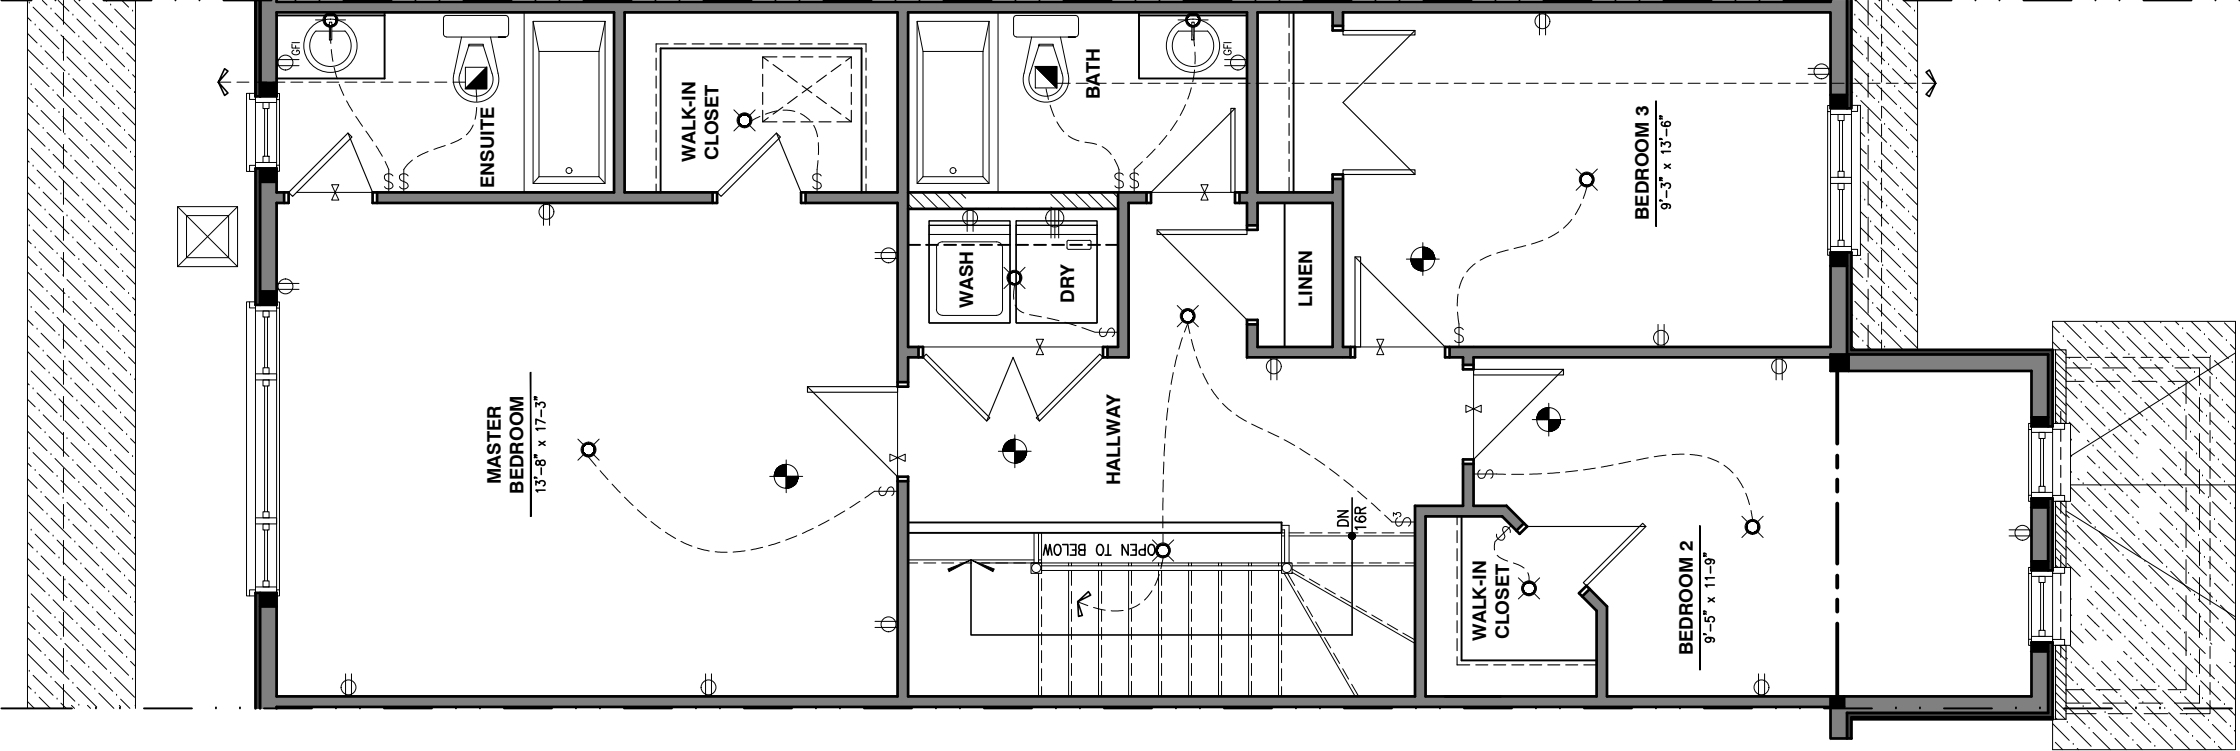 GFI
ENSUITE
WALK-IN
CLOSET
BATH
GFI
BEDROOM 3
9'-3" x 13'-6"
WASH
DRY
LINEN
MASTER
BEDROOM
13'-8" x 17'-3"
HALLWAY
DN
16R
OPEN TO BELOW
WALK-IN
CLOSET
BEDROOM 2
9'-5" x 11'-9"
S
S
S
S
S
S
S
S
S
S
3
S